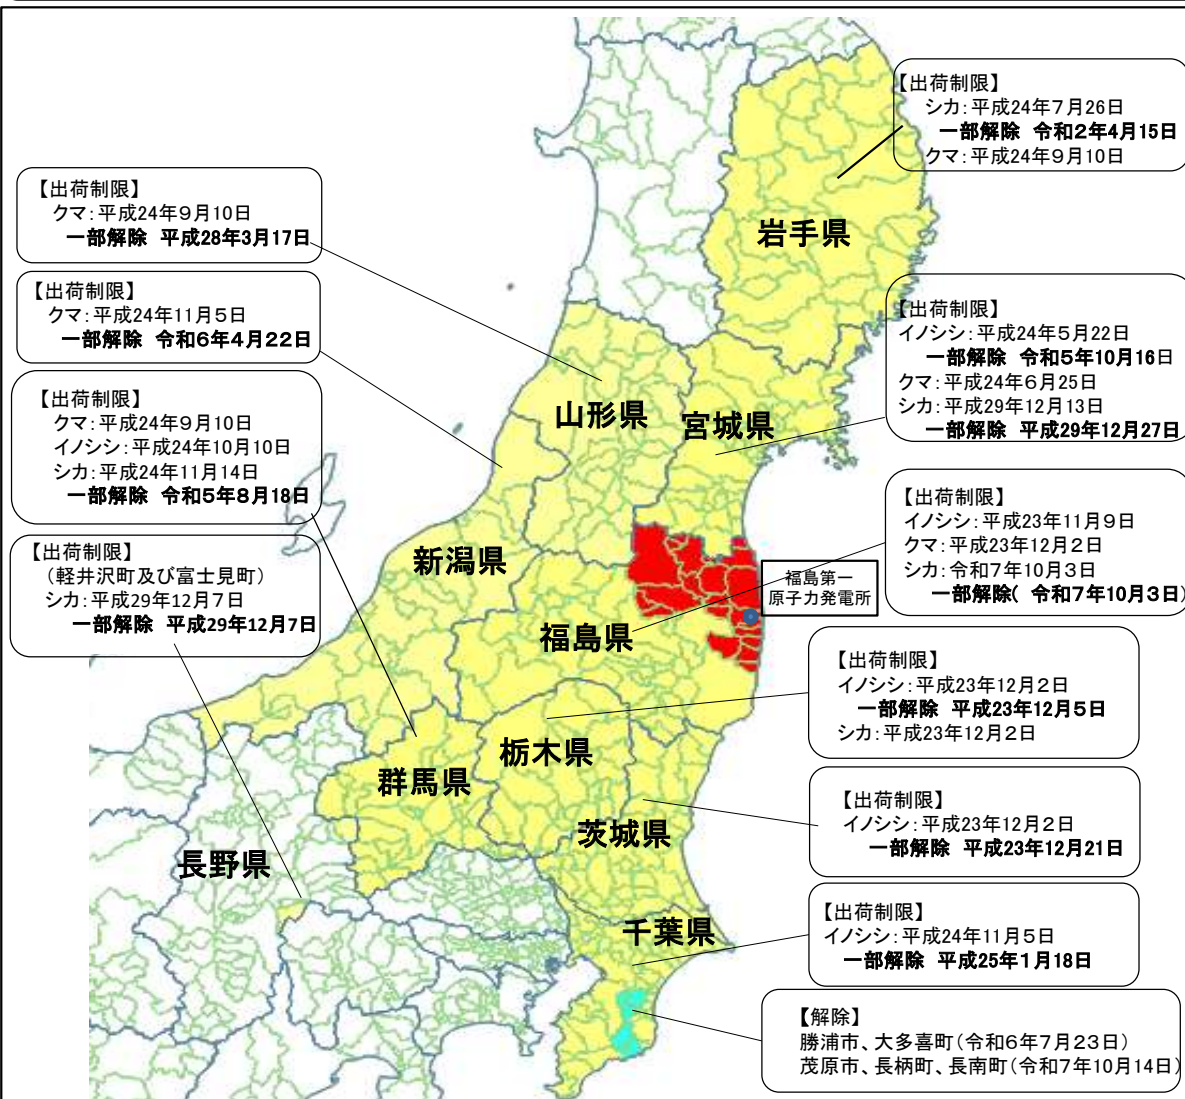 【出荷制限】
シカ:平成24年7月26日
一部解除 令和2年4月15日
クマ:平成24年9月10日
岩手県
【出荷制限】
クマ:平成24年9月10日
一部解除 平成28年3月17日
【出荷制限】
クマ:平成24年11月5日
一部解除 令和6年4月22日
【出荷制限】
クマ:平成24年9月10日
イノシシ:平成24年10月10日
シカ:平成24年11月14日
一部解除 令和5年8月18日
【出荷制限】
(軽井沢町及び富士見町)
シカ:平成29年12月7日
一部解除 平成29年12月7日
【出荷制限】
イノシシ:平成24年5月22日
一部解除 令和5年10月16日
クマ:平成24年6月25日
シカ:平成29年12月13日
一部解除 平成29年12月27日
山形県
宮城県
【出荷制限】
イノシシ:平成23年11月9日
クマ:平成23年12月2日
シカ:令和7年10月3日
一部解除( 令和7年10月3日)
新潟県
福島第一
原子力発電所
福島県
【出荷制限】
イノシシ:平成23年12月2日
一部解除 平成23年12月5日
シカ:平成23年12月2日
栃木県
群馬県
【出荷制限】
イノシシ:平成23年12月2日
一部解除 平成23年12月21日
茨城県
長野県
千葉県
【出荷制限】
イノシシ:平成24年11月5日
一部解除 平成25年1月18日
【解除】
勝浦市、大多喜町(令和6年7月23日)
茂原市、長柄町、長南町(令和7年10月14日)